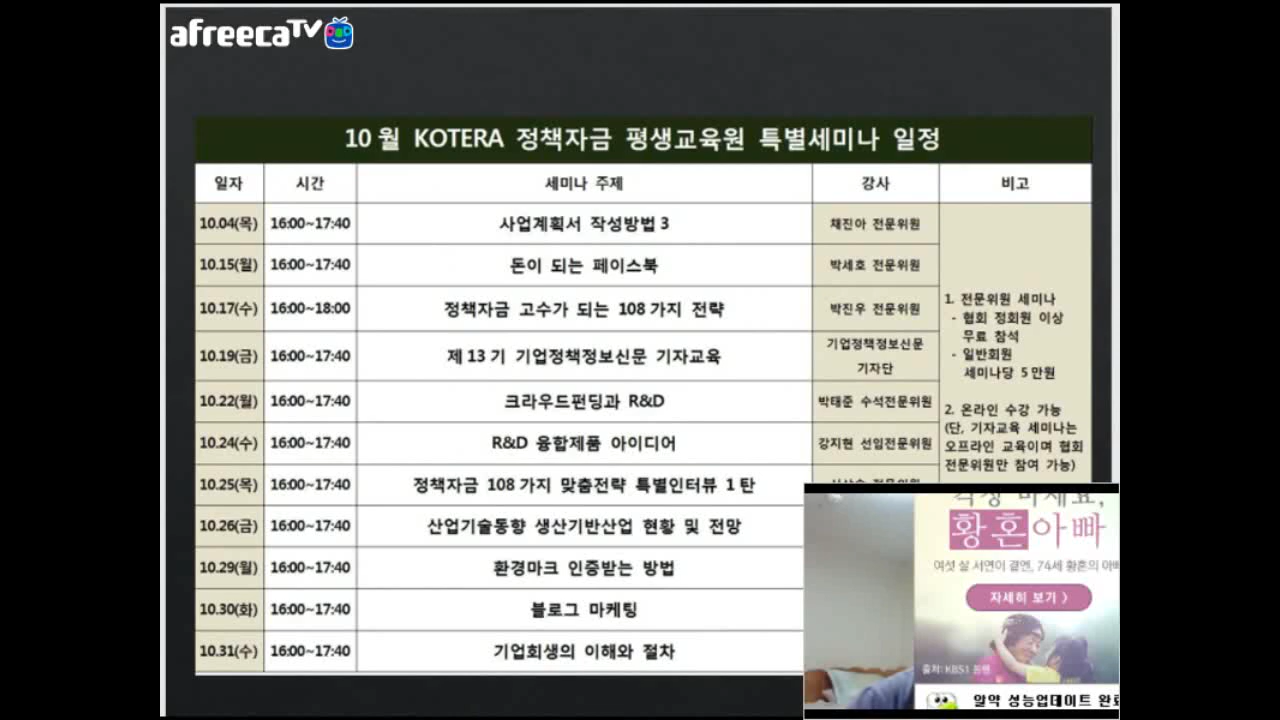 afreecaTV
10월 KOTERA 정책자금 평생교육원 특별세미나 일정
일자 시간 세미나 주제 강사 비고
10.04(목) 16:00~17:40 사업계획서 작성방법 3 채진아 전문위원
10.15(월) 16:00~17:40 돈이 되는 페이스북 박세호 전문위원
10.17(수) 16:00~18:00 정책자금 고수가 되는 108가지 전략 박진우 전문위원
10.19(금) 16:00~17:40 제13기 기업정책정보신문 기자교육 기업정책정보신문
기자단
10.22(월) 16:00~17:40 크라우드펀딩과 R&D 박태준 수석전문위원
10.24(수) 16:00~17:40 R&D 융합제품 아이디어 강지현 선임전문위원
10.25(목) 16:00~17:40 정책자금 108가지 맞춤전략 특별인터뷰 1탄
10.26(금) 16:00~17:40 산업기술동향 생산기반산업 현황 및 전망
10.29(월) 16:00~17:40 환경마크 인증받는 방법
10.30(화) 16:00~17:40 블로그 마케팅
10.31(수) 16:00~17:40 기업회생의 이해와 절차
1. 전문위원 세미나
- 협회 정회원 이상
무료 참석
- 일반회원
세미나당 5만원
2. 온라인 수강 가능
(단, 기자교육 세미나는
오프라인 교육이며 협회
전문위원만 참여 가능)
황혼아빠
여섯 살 서연이 곁엔, 74세 황혼의 아빠
자세히 보기 >
출처: KBS1
알약 성능업데이트 완료